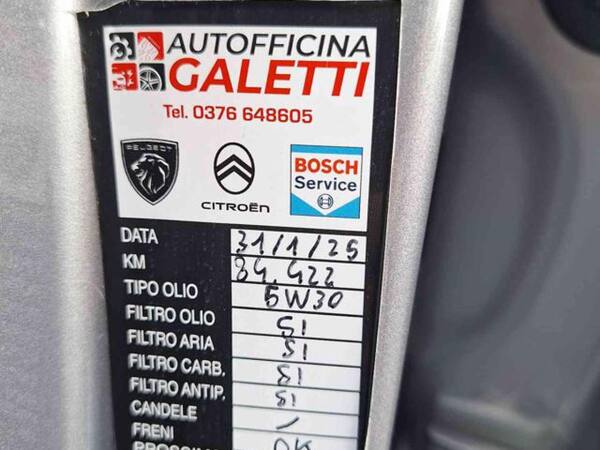 AUTOFFICINA
GALETTI
Tel. 0376 648605
PEUGEOT
CITROËN
BOSCH
Service
DATA 31/1/25
KM 84.422
TIPO OLIO 5W30
FILTRO OLIO SI
FILTRO ARIA SI
FILTRO CARB. SI
FILTRO ANTIP. SI
CANDELE /
FRENI OK